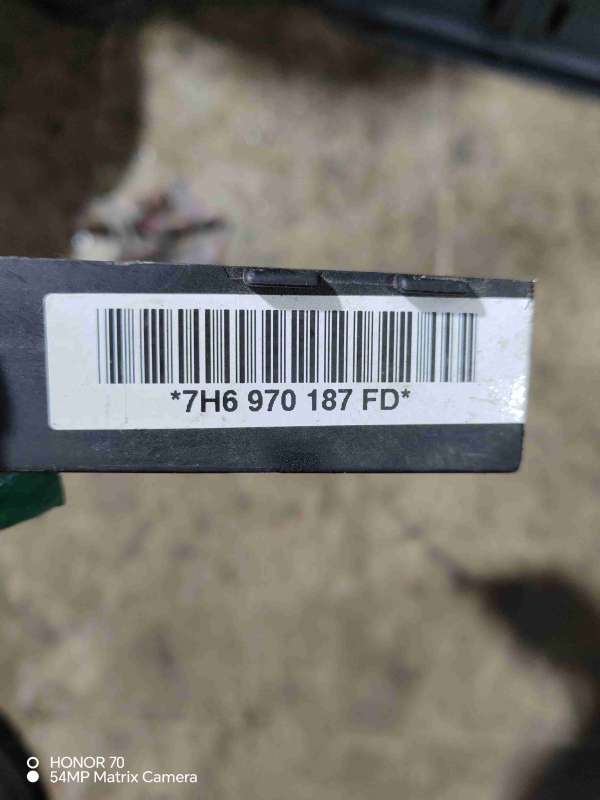 *7H6 970 187 FD*
HONOR 70
54MP Matrix Camera